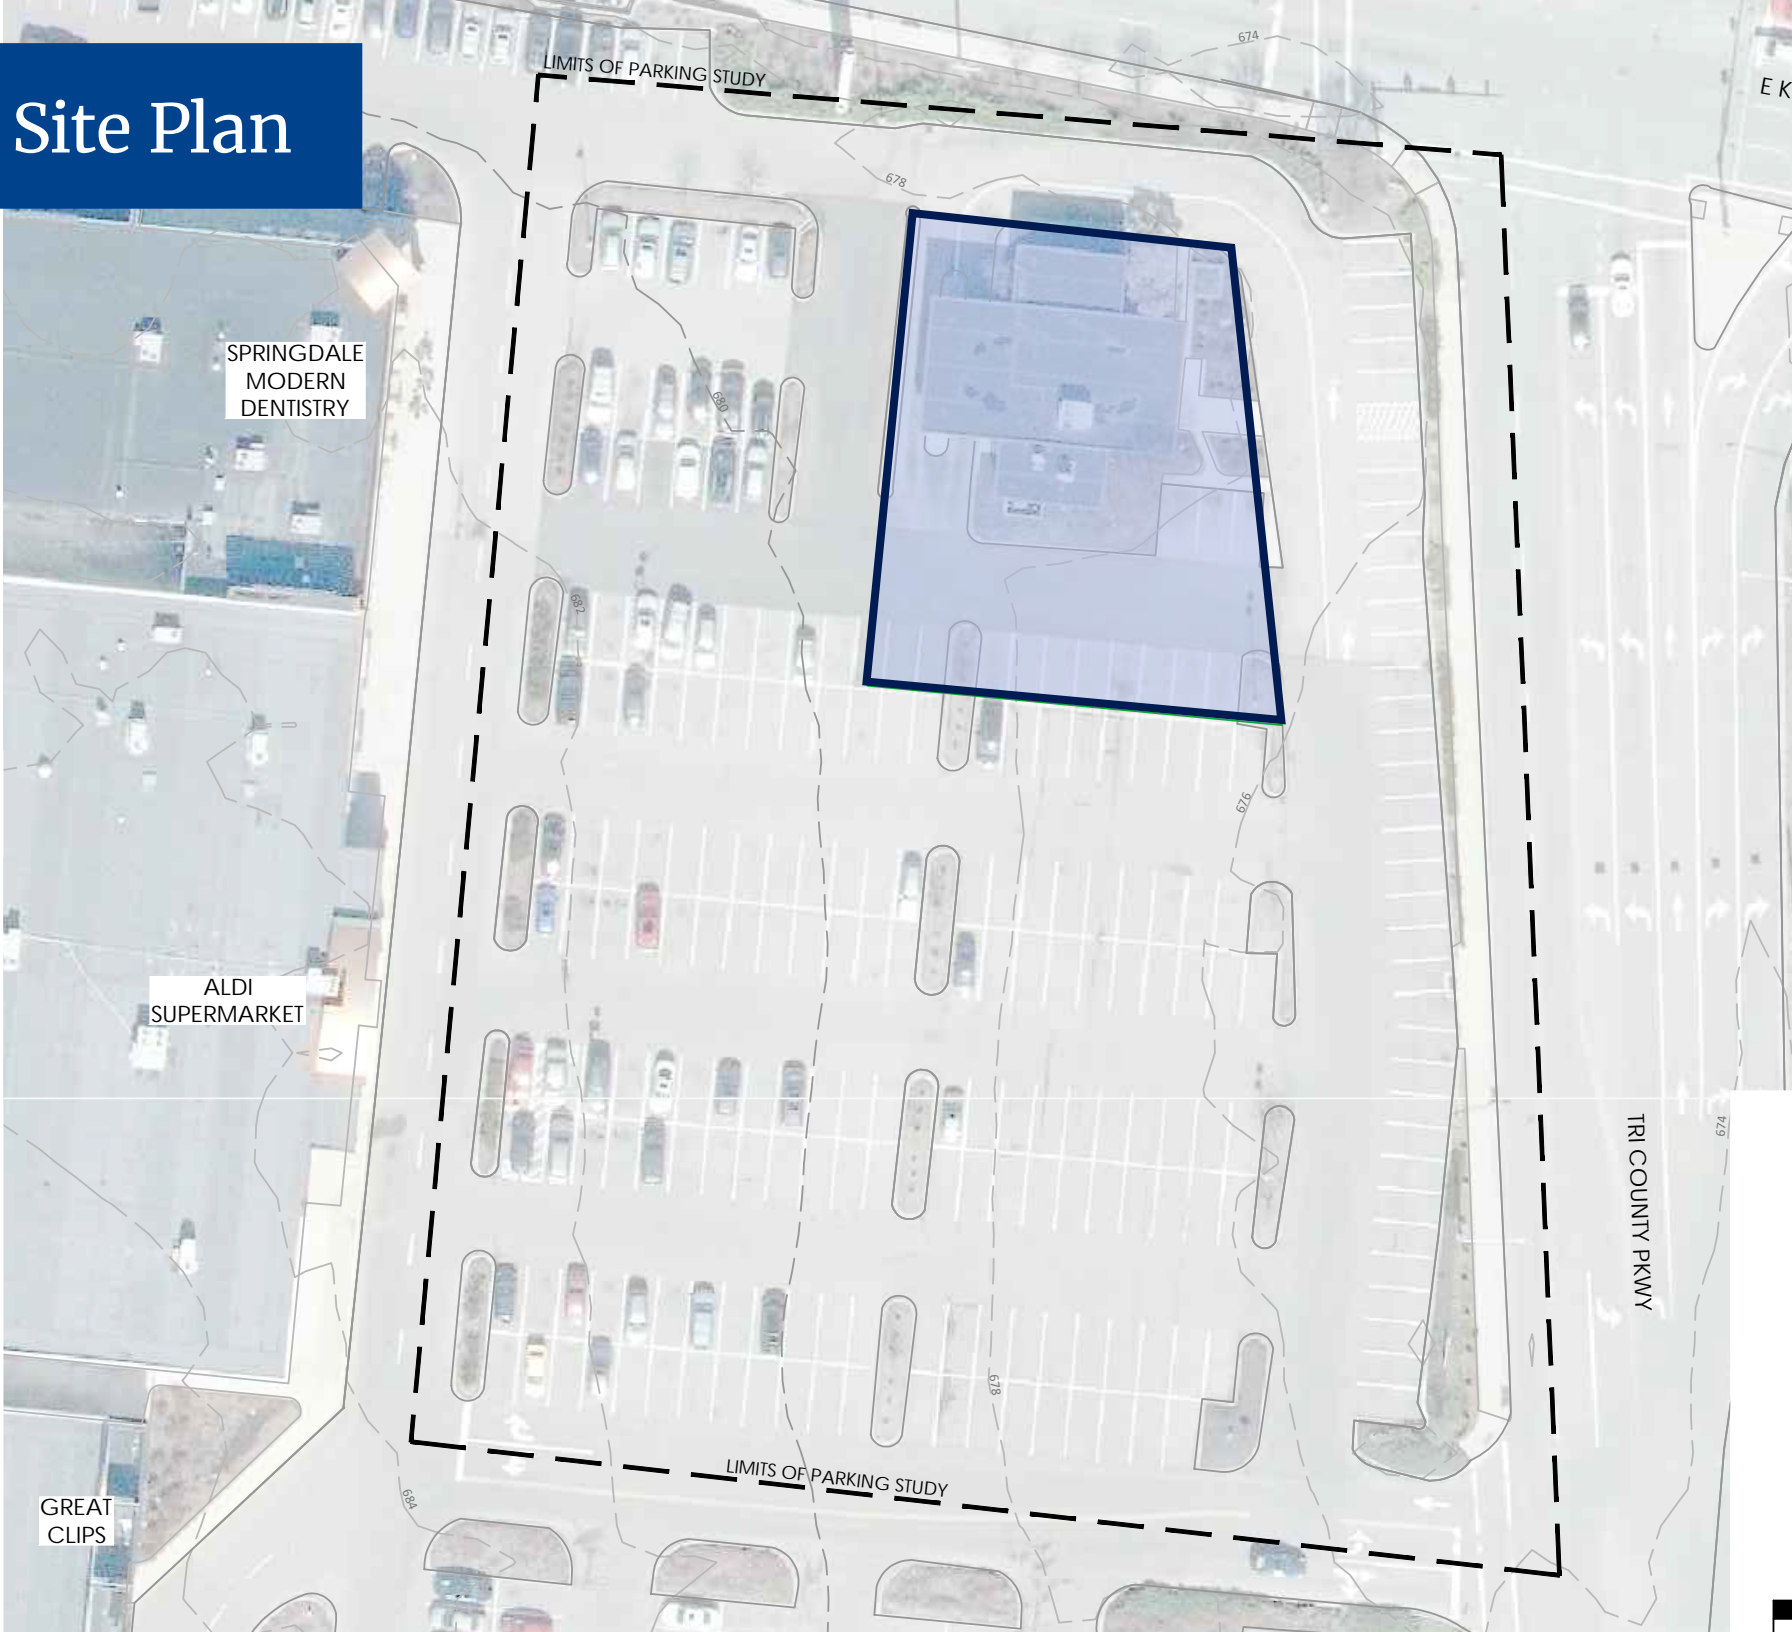 Site Plan
LIMITS OF PARKING STUDY
674
E K
678
SPRINGDALE
MODERN
DENTISTRY
680
682
676
ALDI
SUPERMARKET
TRI COUNTY PKWY
674
678
LIMITS OF PARKING STUDY
684
GREAT
CLIPS